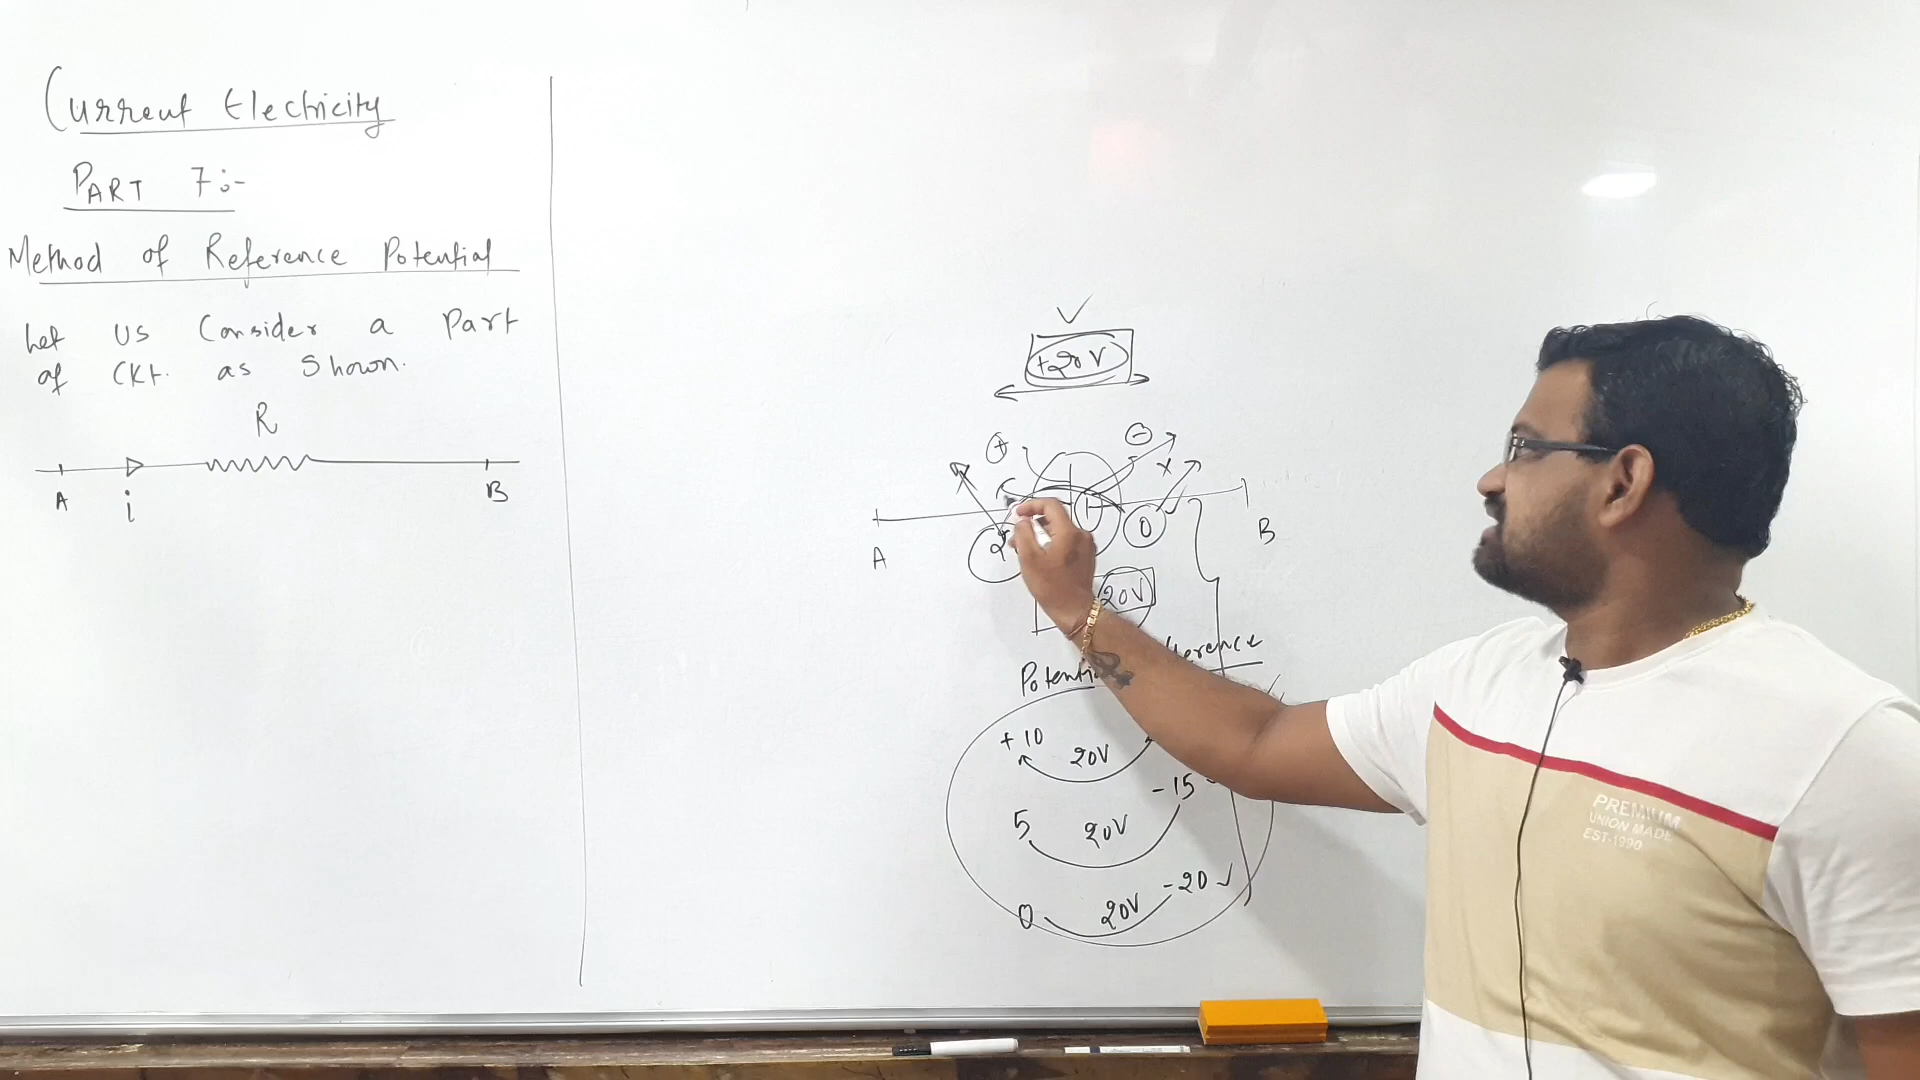 Current Electricity
PART 7:-
Method of Reference Potential
Let us Consider a Part
of CKt. as Shown.
R
A i B
+20 V
+ -
x
A 0 B
20V
+10 20V
5 20V -15
0 20V -20
PREMIUM
UNION MADE
EST-1990